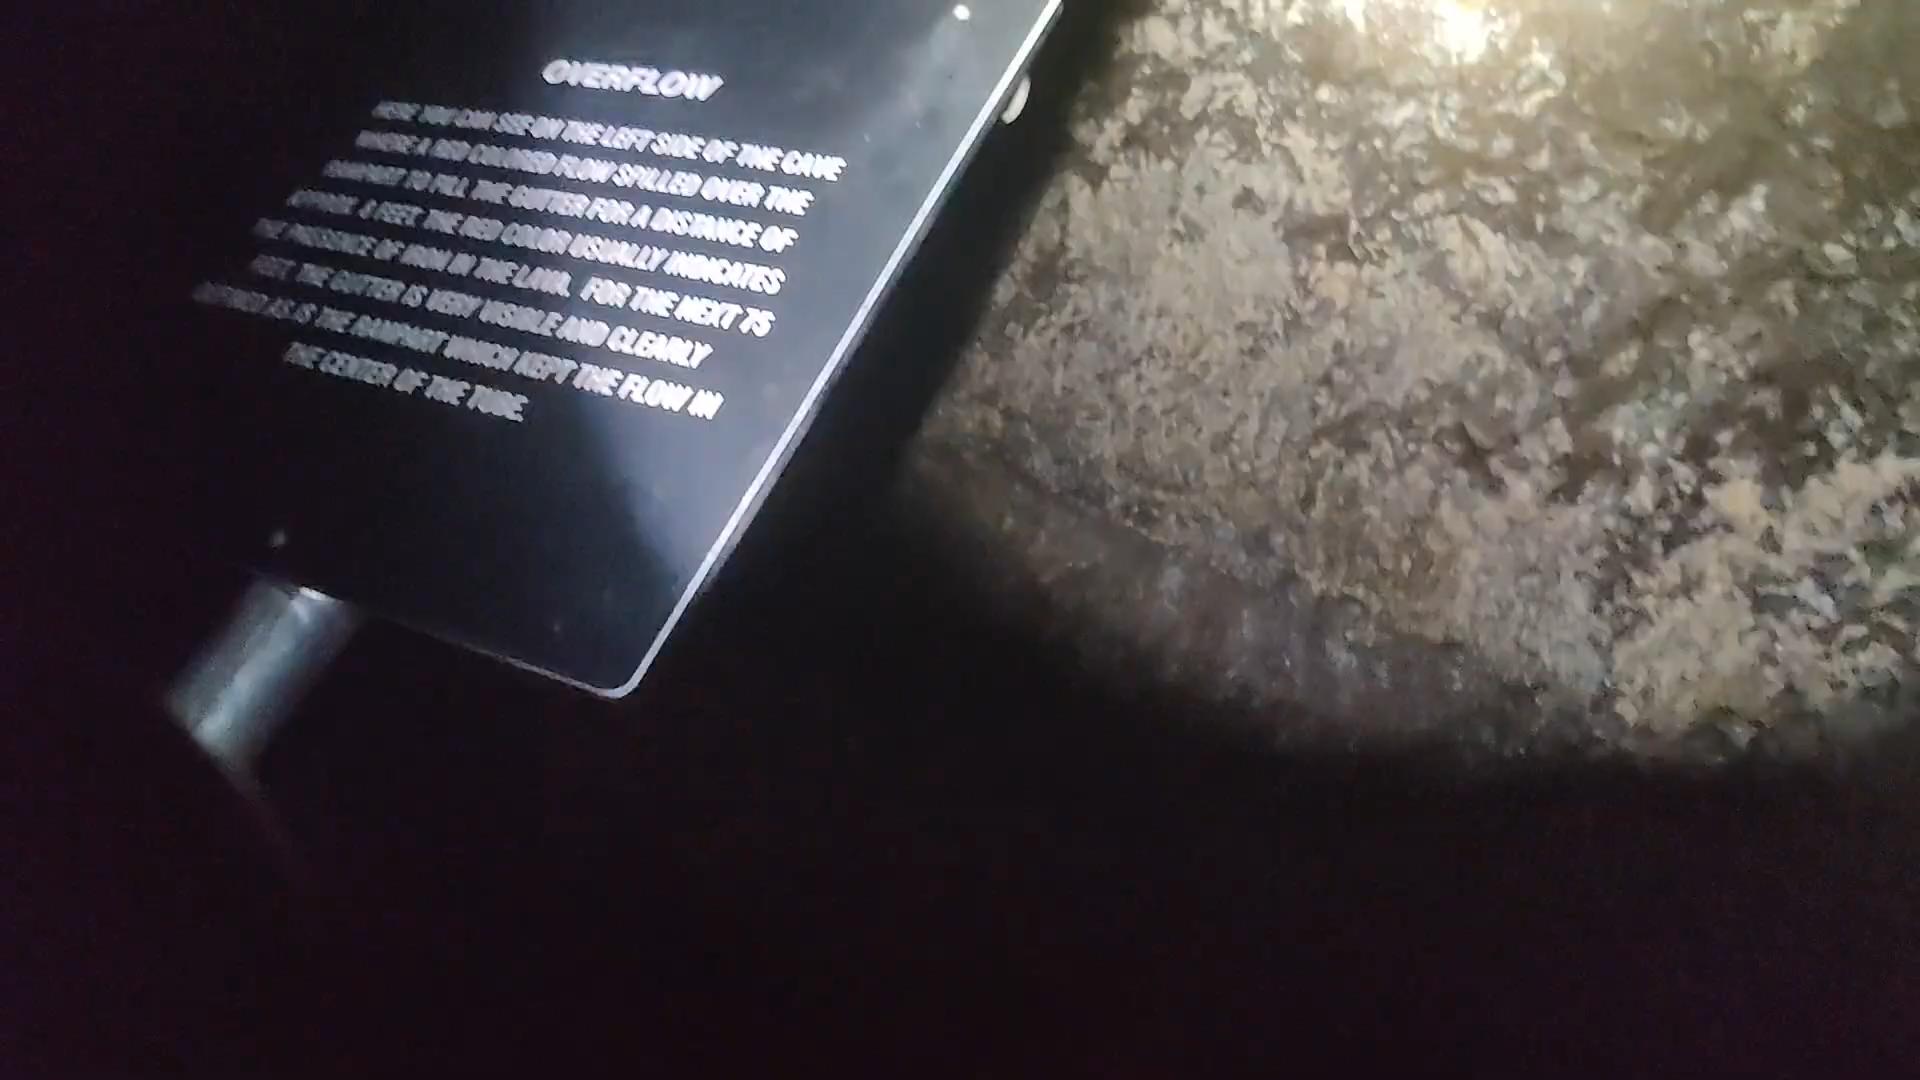 OVERFLOW
HERE YOU CAN SEE ON THE LEFT SIDE OF THE CAVE
WHERE A RED COLORED FLOW SPILLED OVER THE
RAMPART TO FILL THE GUTTER FOR A DISTANCE OF
FEET. THE RED COLOR USUALLY INDICATES
THE PRESENCE OF IRON IN THE LAVA. FOR THE NEXT 75
FEET THE GUTTER IS VERY VISIBLE AND CLEARLY
AS IS THE RAMPART WHICH KEPT THE FLOW IN
THE CENTER OF THE TUBE